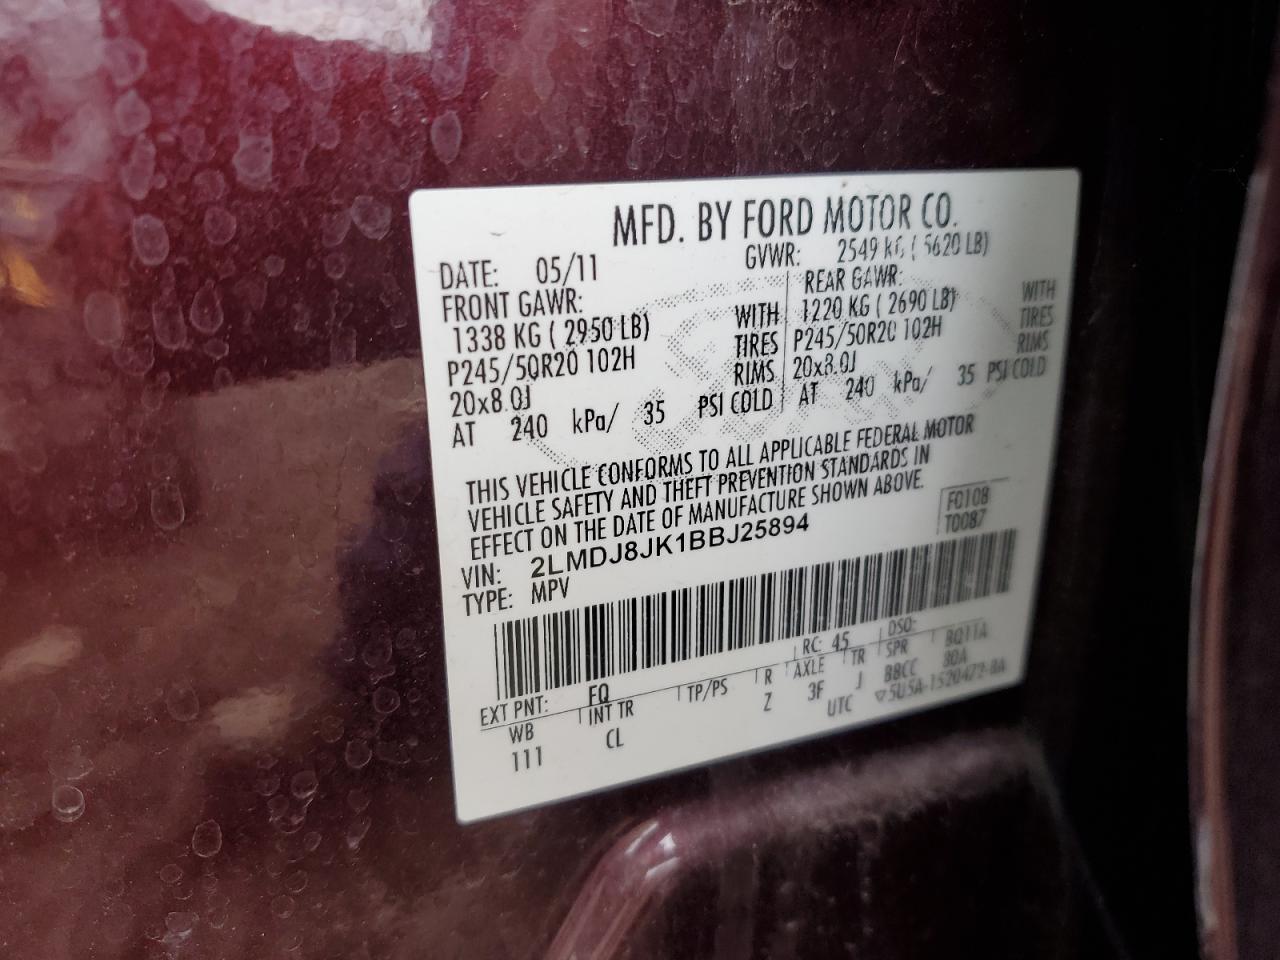 MFD. BY FORD MOTOR CO.
DATE: 05/11 GVWR: 2549 KG ( 5620 LB)
FRONT GAWR: REAR GAWR:
1338 KG ( 2950 LB) WITH 1220 KG ( 2690 LB) WITH
P245/50R20 102H TIRES P245/50R20 102H TIRES
20x8.0J RIMS 20x8.0J RIMS
AT 240 kPa/ 35 PSI COLD AT 240 kPa/ 35 PSI COLD
THIS VEHICLE CONFORMS TO ALL APPLICABLE FEDERAL MOTOR
VEHICLE SAFETY AND THEFT PREVENTION STANDARDS IN
EFFECT ON THE DATE OF MANUFACTURE SHOWN ABOVE.
F0108
T0087
VIN: 2LMDJ8JK1BBJ25894
TYPE: MPV
EXT PNT: FQ RC: 45 DSO:
WB INT TR TP/PS R AXLE TR SPR BQ11A
111 CL Z 3F J BBCC 80A
UTC ▽5U5A-1520472-BA